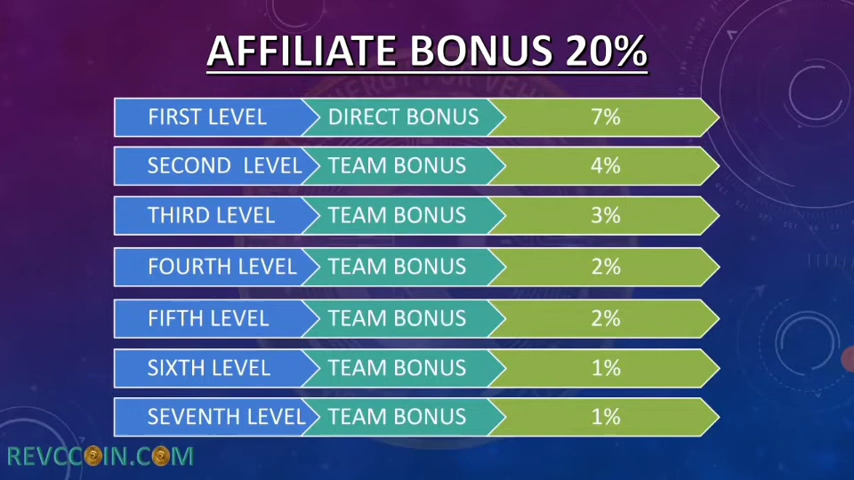 AFFILIATE BONUS 20%
FIRST LEVEL DIRECT BONUS 7%
SECOND LEVEL TEAM BONUS 4%
THIRD LEVEL TEAM BONUS 3%
FOURTH LEVEL TEAM BONUS 2%
FIFTH LEVEL TEAM BONUS 2%
SIXTH LEVEL TEAM BONUS 1%
SEVENTH LEVEL TEAM BONUS 1%
REVCCOIN.COM